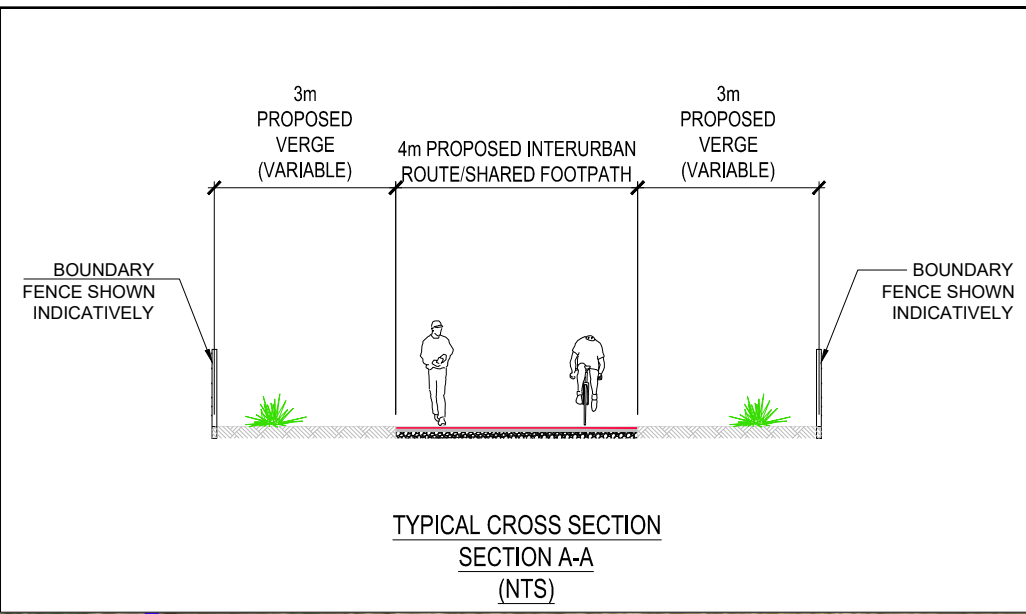 3m
PROPOSED
VERGE
(VARIABLE)
4m PROPOSED INTERURBAN
ROUTE/SHARED FOOTPATH
3m
PROPOSED
VERGE
(VARIABLE)
BOUNDARY
FENCE SHOWN
INDICATIVELY
BOUNDARY
FENCE SHOWN
INDICATIVELY
TYPICAL CROSS SECTION
SECTION A-A
(NTS)